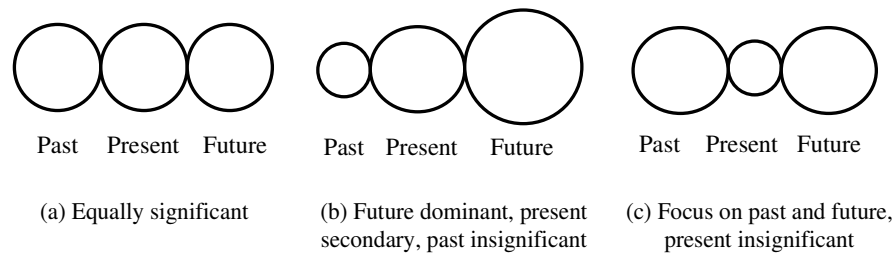 Past Present Future
Past Present Future
Past Present Future
(a) Equally significant
(b) Future dominant, present
secondary, past insignificant
(c) Focus on past and future,
present insignificant